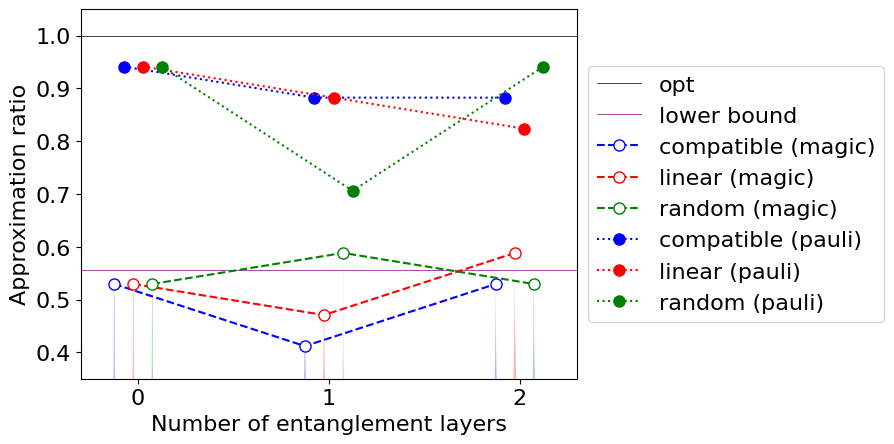 1.0
0.9
0.8
0.7
0.6
0.5
0.4
Approximation ratio
0 1 2
Number of entanglement layers
opt
lower bound
compatible (magic)
linear (magic)
random (magic)
compatible (pauli)
linear (pauli)
random (pauli)